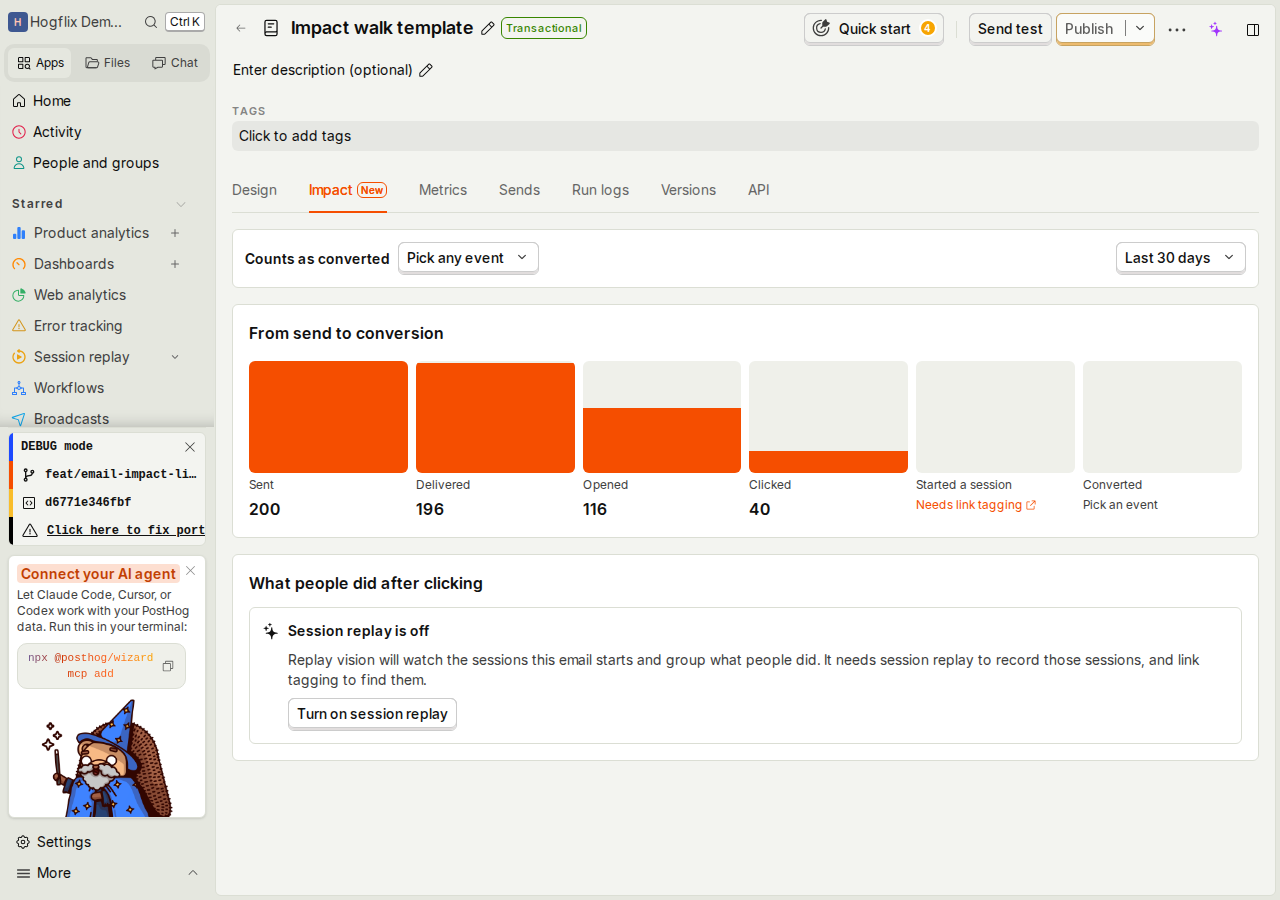 H Hogflix Dem... Ctrl K
Apps Files Chat
Home
Activity
People and groups
Starred
Product analytics
Dashboards
Web analytics
Error tracking
Session replay
Workflows
Broadcasts
DEBUG mode
feat/email-impact-li...
d6771e346fbf
Click here to fix port
Connect your AI agent
Let Claude Code, Cursor, or
Codex work with your PostHog
data. Run this in your terminal:
npx @posthog/wizard
mcp add
Settings
More
Impact walk template Transactional Quick start 4 Send test Publish
Enter description (optional)
TAGS
Click to add tags
Design Impact New Metrics Sends Run logs Versions API
Counts as converted Pick any event Last 30 days
From send to conversion
Sent Delivered Opened Clicked Started a session Converted
200 196 116 40 Needs link tagging Pick an event
What people did after clicking
Session replay is off
Replay vision will watch the sessions this email starts and group what people did. It needs session replay to record those sessions, and link
tagging to find them.
Turn on session replay